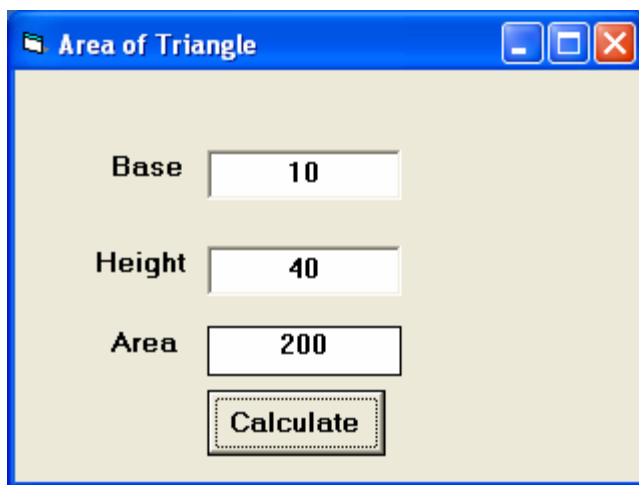 Area of Triangle
Base 10
Height 40
Area 200
Calculate